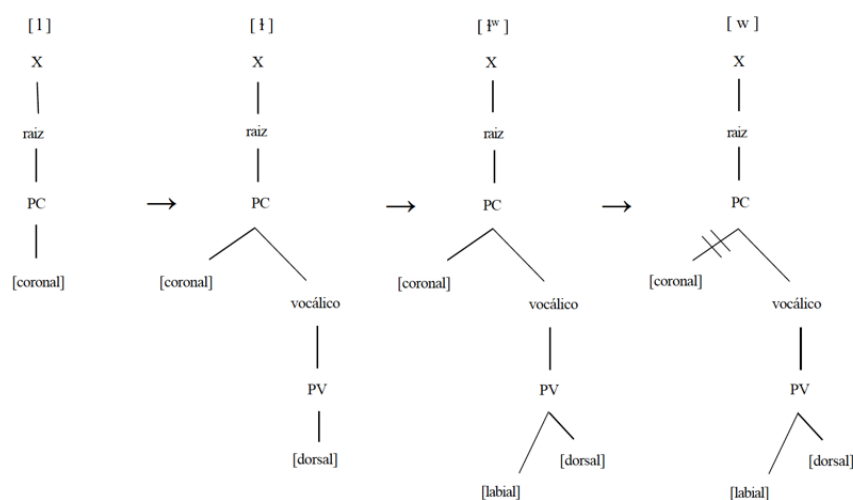 [l] [ɫ] [ɫʷ] [w]
X X X X
raiz raiz raiz raiz
PC → PC → PC → PC
[coronal] [coronal] [coronal] [coronal]
vocálico vocálico vocálico
PV PV PV
[dorsal] [dorsal] [dorsal]
[labial] [labial]